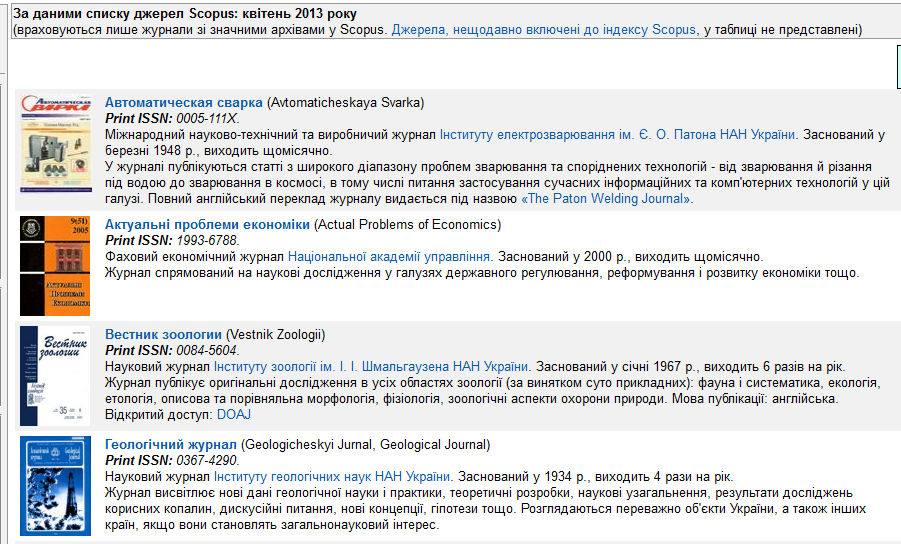 За даними списку джерел Scopus: квітень 2013 року
(враховуються лише журнали зі значними архівами у Scopus. Джерела, нещодавно включені до індексу Scopus, у таблиці не представлені)
Автоматическая Сварка
Автоматическая сварка (Avtomaticheskaya Svarka)
Print ISSN: 0005-111X.
Міжнародний науково-технічний та виробничий журнал Інституту електрозварювання ім. Є. О. Патона НАН України. Заснований у
березні 1948 р., виходить щомісячно.
У журналі публікуються статті з широкого діапазону проблем зварювання та споріднених технологій - від зварювання й різання
під водою до зварювання в космосі, в тому числі питання застосування сучасних інформаційних та комп'ютерних технологій у цій
галузі. Повний англійський переклад журналу видається під назвою «The Paton Welding Journal».
9(51)
2005
Актуальні
Проблеми
Економіки
Актуальні проблеми економіки (Actual Problems of Economics)
Print ISSN: 1993-6788.
Фаховий економічний журнал Національної академії управління. Заснований у 2000 р., виходить щомісячно.
Журнал спрямований на наукові дослідження у галузях державного регулювання, реформування і розвитку економіки тощо.
Вестник
зоологии
35
Вестник зоологии (Vestnik Zoologii)
Print ISSN: 0084-5604.
Науковий журнал Інституту зоології ім. І. І. Шмальгаузена НАН України. Заснований у січні 1967 р., виходить 6 разів на рік.
Журнал публікує оригінальні дослідження в усіх областях зоології (за винятком суто прикладних): фауна і систематика, екологія,
етологія, описова та порівняльна морфологія, фізіологія, зоологічні аспекти охорони природи. Мова публікації: англійська.
Відкритий доступ: DOAJ
Геологічний журнал (Geologicheskyi Jurnal, Geological Journal)
Print ISSN: 0367-4290.
Науковий журнал Інституту геологічних наук НАН України. Заснований у 1934 р., виходить 4 рази на рік.
Журнал висвітлює нові дані геологічної науки і практики, теоретичні розробки, наукові узагальнення, результати досліджень
корисних копалин, дискусійні питання, нові концепції, гіпотези тощо. Розглядаються переважно об'єкти України, а також інших
країн, якщо вони становлять загальнонауковий інтерес.